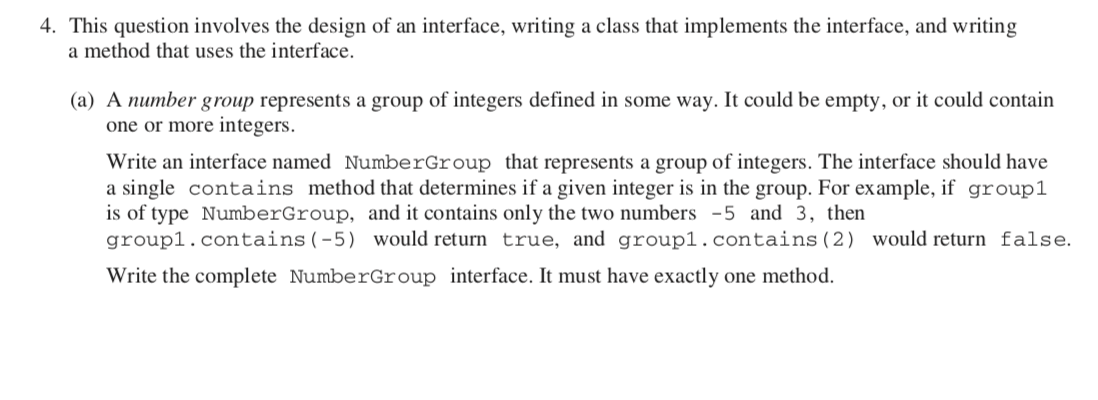 4. This question involves the design of an interface, writing a class that implements the interface, and writing
a method that uses the interface.
(a) A number group represents a group of integers defined in some way. It could be empty, or it could contain
one or more integers.
Write an interface named NumberGroup that represents a group of integers. The interface should have
a single contains method that determines if a given integer is in the group. For example, if group1
is of type NumberGroup, and it contains only the two numbers -5 and 3, then
group1.contains(-5) would return true, and group1.contains(2) would return false.
Write the complete NumberGroup interface. It must have exactly one method.